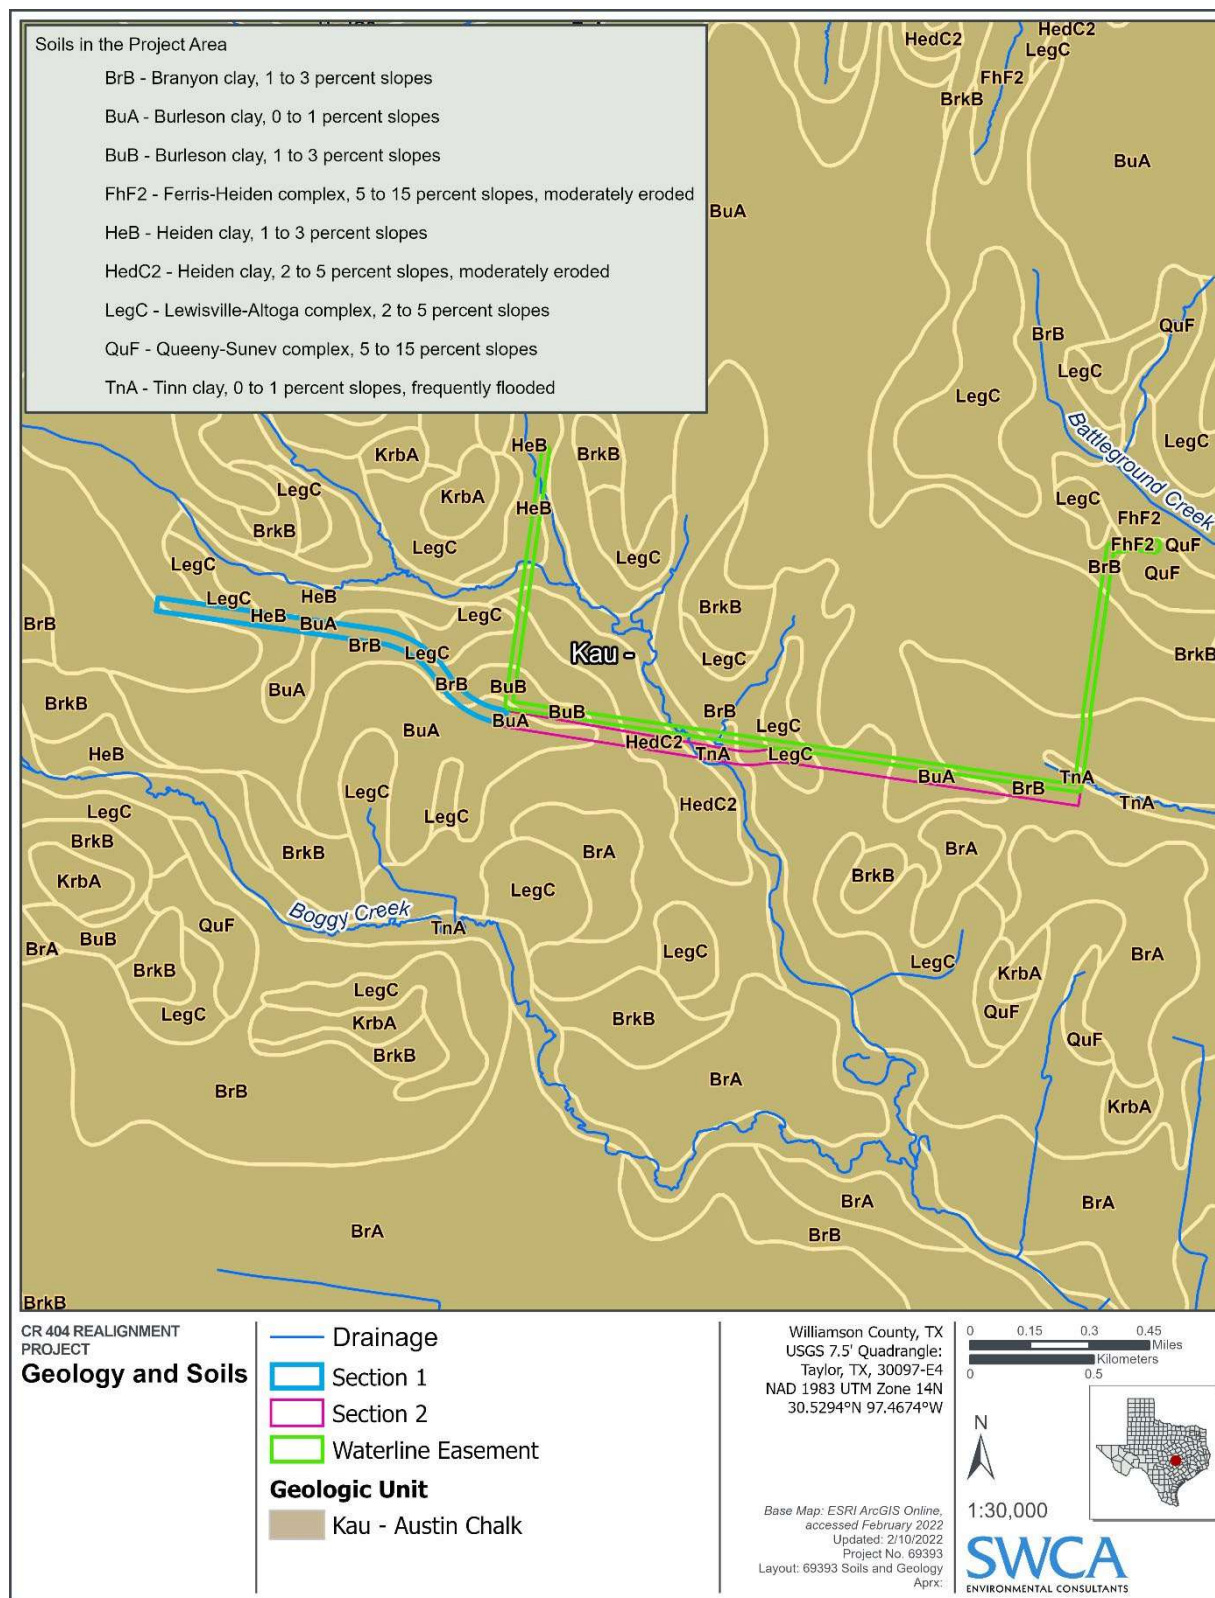 HedC2
HedC2
LegC
FhF2
BrkB
BuA
BuA
Soils in the Project Area
BrB - Branyon clay, 1 to 3 percent slopes
BuA - Burleson clay, 0 to 1 percent slopes
BuB - Burleson clay, 1 to 3 percent slopes
FhF2 - Ferris-Heiden complex, 5 to 15 percent slopes, moderately eroded
HeB - Heiden clay, 1 to 3 percent slopes
HedC2 - Heiden clay, 2 to 5 percent slopes, moderately eroded
LegC - Lewisville-Altoga complex, 2 to 5 percent slopes
QuF - Queeny-Sunev complex, 5 to 15 percent slopes
TnA - Tinn clay, 0 to 1 percent slopes, frequently flooded
BrB
QuF
LegC
LegC
LegC
Battleground Creek
HeB
BrkB
KrbA
KrbA
LegC
HeB
BrkB
LegC
LegC
LegC
FhF2
FhF2
QuF
BrB
QuF
LegC
LegC
HeB
HeB
BuA
BrB
LegC
BrkB
BrB
LegC
Kau -
LegC
BrkB
BrB
BuB
BuA
BrkB
BuB
BrB
BuA
BuA
LegC
HedC2
TnA
LegC
HeB
BuA
TnA
BrB
TnA
LegC
HedC2
LegC
LegC
BrkB
BrkB
BrA
BrA
KrbA
LegC
BrkB
Boggy Creek
QuF
TnA
BuB
BrA
LegC
BrA
BrkB
LegC
KrbA
LegC
LegC
QuF
KrbA
BrkB
QuF
BrkB
BrB
BrA
KrbA
BrA
BrA
BrA
BrB
BrkB
CR 404 REALIGNMENT
PROJECT
Geology and Soils
Drainage
Section 1
Section 2
Waterline Easement
Geologic Unit
Kau - Austin Chalk
Williamson County, TX
USGS 7.5' Quadrangle:
Taylor, TX, 30097-E4
NAD 1983 UTM Zone 14N
30.5294°N 97.4674°W
Base Map: ESRI ArcGIS Online,
accessed February 2022
Updated: 2/10/2022
Project No. 69393
Layout: 69393 Soils and Geology
Aprx:
0 0.15 0.3 0.45
Miles
Kilometers
0 0.5
N
1:30,000
SWCA
ENVIRONMENTAL CONSULTANTS